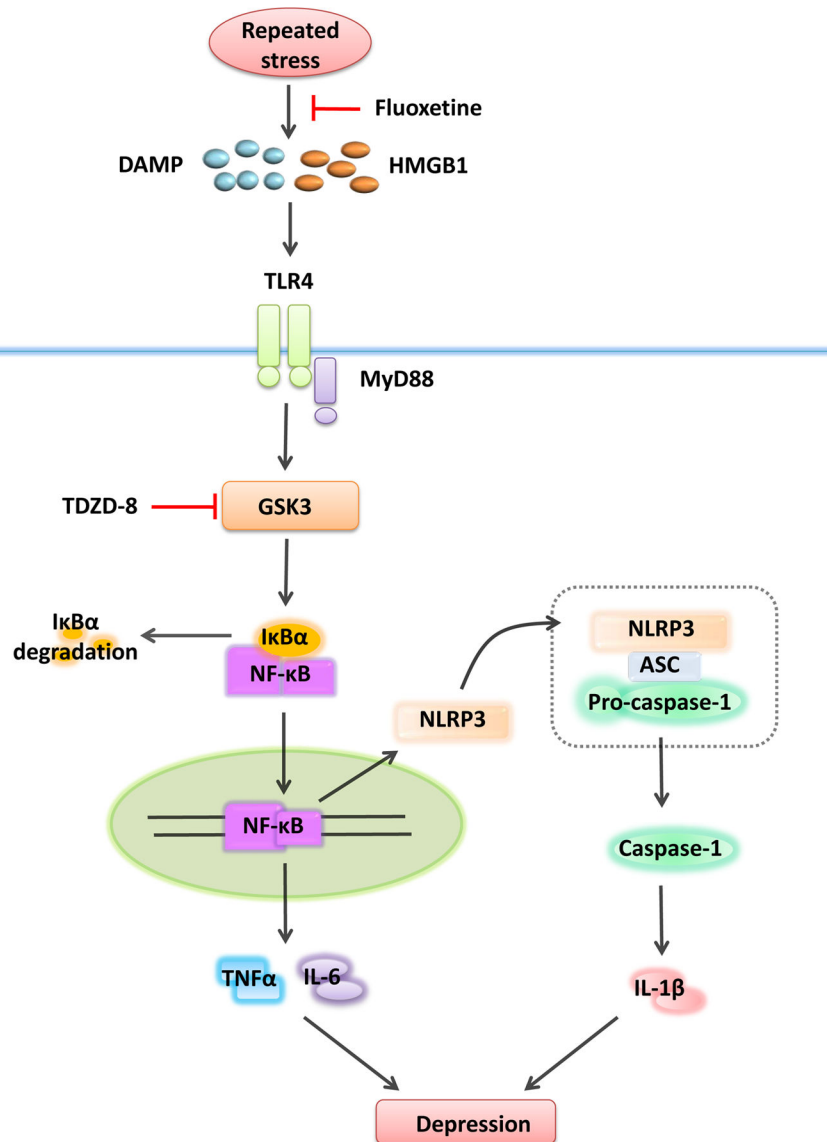 Repeated
stress
Fluoxetine
DAMP
HMGB1
TLR4
MyD88
TDZD-8
GSK3
IκBα
degradation
IκBα
NF-κB
NLRP3
NLRP3
ASC
Pro-caspase-1
NF-κB
Caspase-1
TNFα
IL-6
IL-1β
Depression